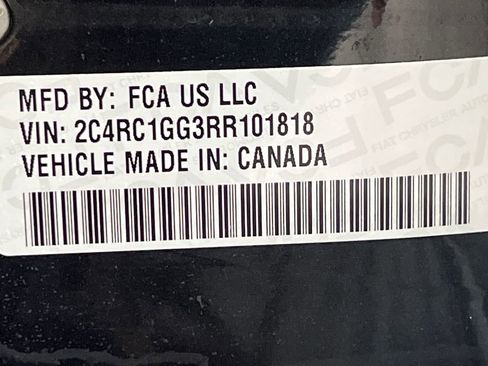 MFD BY: FCA US LLC
VIN: 2C4RC1GG3RR101818
VEHICLE MADE IN: CANADA